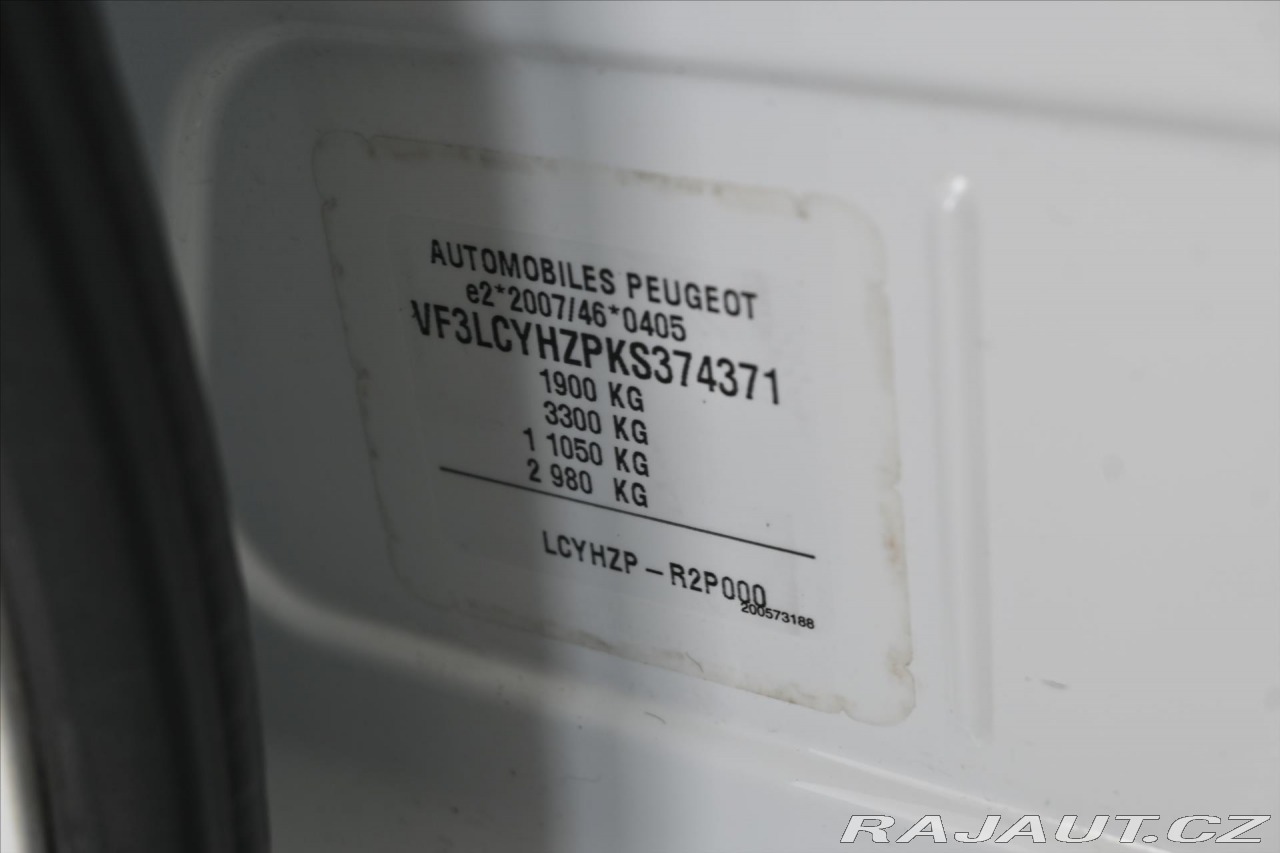 AUTOMOBILES PEUGEOT
e2*2007/46*0405
VF3LCYHZPKS374371
1900 KG
3300 KG
1 1050 KG
2 980 KG
LCYHZP – R2P000
200573188
RAJAUT.CZ